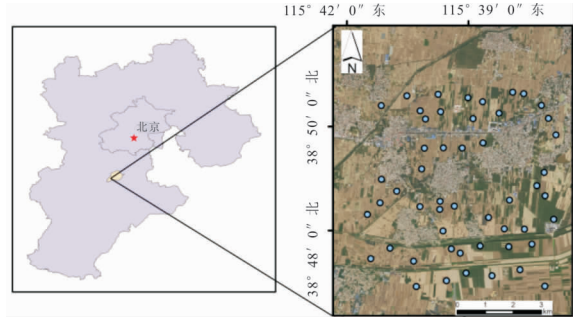 115° 42′ 0″ 东
115° 39′ 0″ 东
N
38° 50′ 0″ 北
北京
38° 48′ 0″ 北
0 1 2 3
km